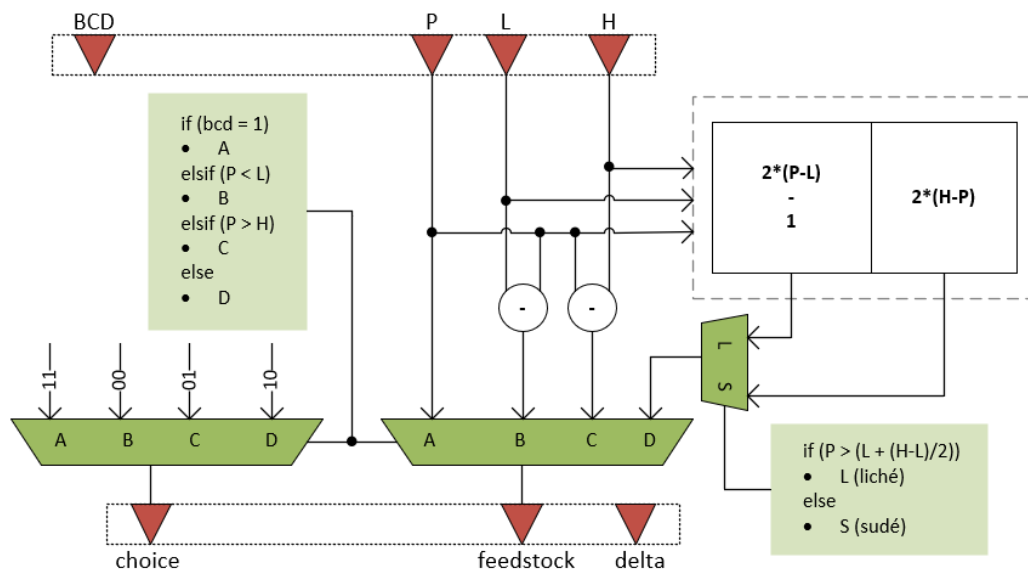 BCD P L H
if (bcd = 1)
• A
elsif (P < L)
• B
elsif (P > H)
• C
else
• D
2*(P-L)
-
1
2*(H-P)
- -
L
S
11 00 01 10
A B C D
A B C D
if (P > (L + (H-L)/2))
• L (liché)
else
• S (sudé)
choice feedstock delta